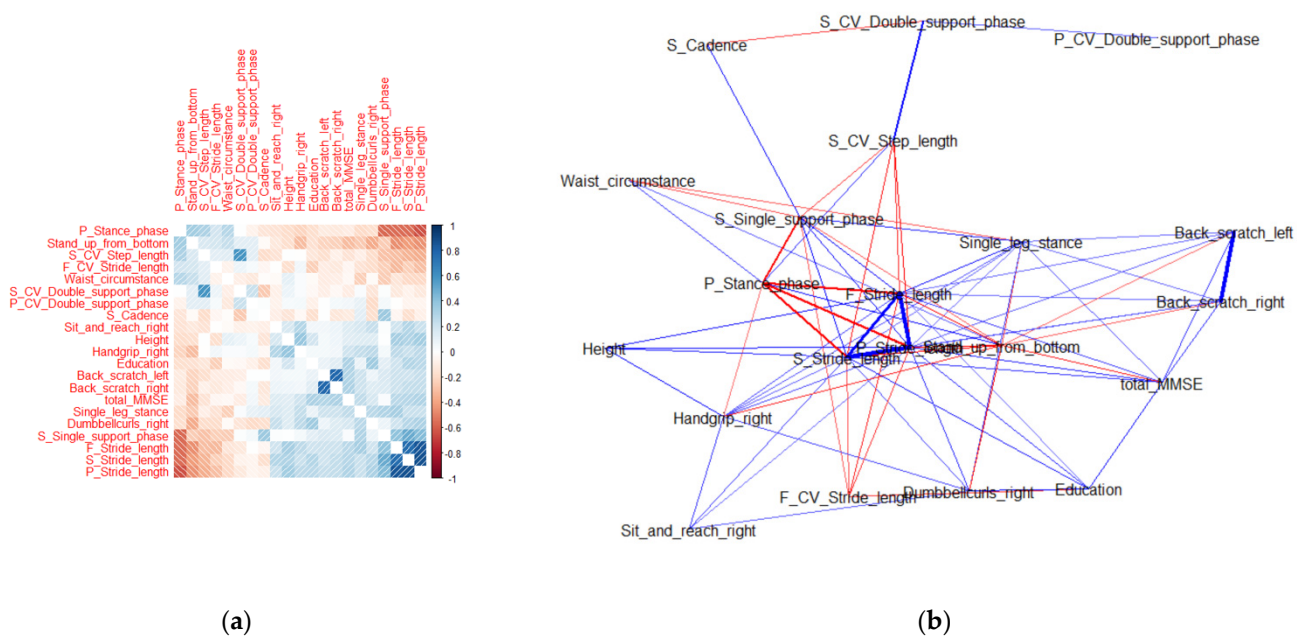 P_Stance_phase
Stand_up_from_bottom
S_CV_Step_length
F_CV_Stride_length
Waist_circumstance
S_CV_Double_support_phase
P_CV_Double_support_phase
S_Cadence
Sit_and_reach_right
Height
Handgrip_right
Education
Back_scratch_left
Back_scratch_right
total_MMSE
Single_leg_stance
Dumbbellcurls_right
S_Single_support_phase
F_Stride_length
S_Stride_length
P_Stride_length
P_Stance_phase
Stand_up_from_bottom
S_CV_Step_length
F_CV_Stride_length
Waist_circumstance
S_CV_Double_support_phase
P_CV_Double_support_phase
S_Cadence
Sit_and_reach_right
Height
Handgrip_right
Education
Back_scratch_left
Back_scratch_right
total_MMSE
Single_leg_stance
Dumbbellcurls_right
S_Single_support_phase
F_Stride_length
S_Stride_length
P_Stride_length
1
0.8
0.6
0.4
0.2
0
-0.2
-0.4
-0.6
-0.8
-1
(a)
S_CV_Double_support_phase
P_CV_Double_support_phase
S_Cadence
S_CV_Step_length
Waist_circumstance
S_Single_support_phase
Single_leg_stance
Back_scratch_left
P_Stance_phase
F_Stride_length
Back_scratch_right
Height
P_Stride_length
Stand_up_from_bottom
S_Stride_length
total_MMSE
Handgrip_right
F_CV_Stride_length
Dumbbellcurls_right
Education
Sit_and_reach_right
(b)